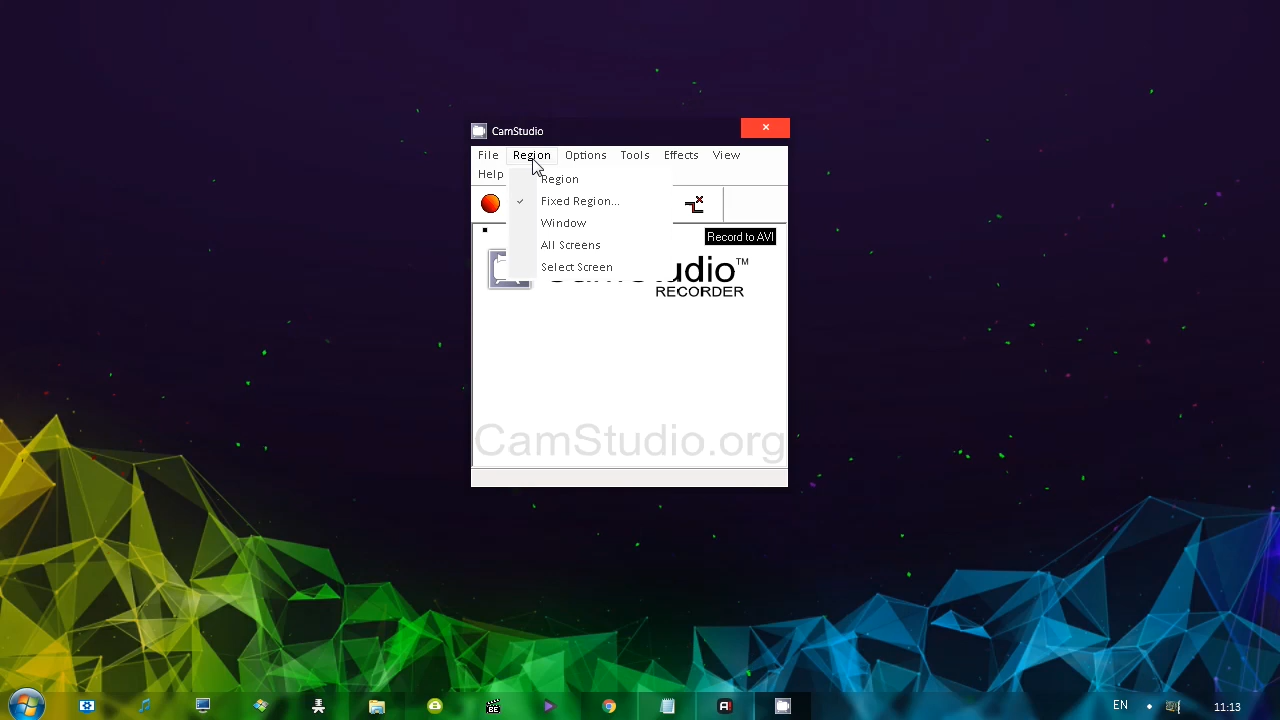 CamStudio
File Region Options Tools Effects View
Help
Region
Fixed Region...
Window
All Screens
Select Screen
Record to AVI
CamStudio™
RECORDER
CamStudio.org
EN 11:13